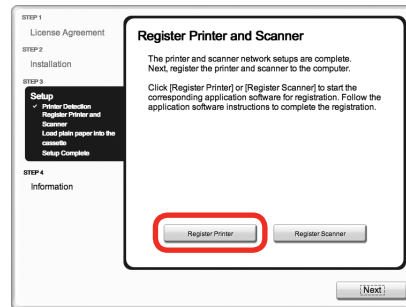 STEP 1
License Agreement
STEP 2
Installation
STEP 3
Setup
✓ Printer Detection
Register Printer and
Scanner
Load plain paper into the
cassette
Setup Complete
STEP 4
Information
Register Printer and Scanner
The printer and scanner network setups are complete.
Next, register the printer and scanner to the computer.
Click [Register Printer] or [Register Scanner] to start the
corresponding application software for registration. Follow the
application software instructions to complete the registration.
Register Printer
Register Scanner
Next